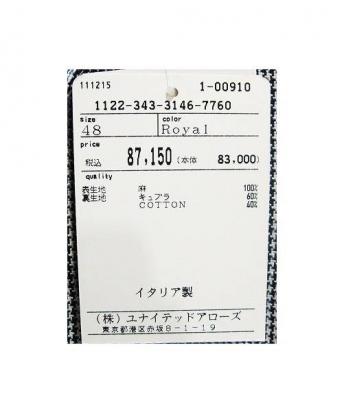 111215 1-00910
1122-343-3146-7760
size color
48 Royal
price
税込 87,150 (本体 83,000)
quality
表生地 麻 100%
裏生地 キュプラ 60%
COTTON 40%
イタリア製
(株) ユナイテッドアローズ
東京都港区赤坂8-1-19